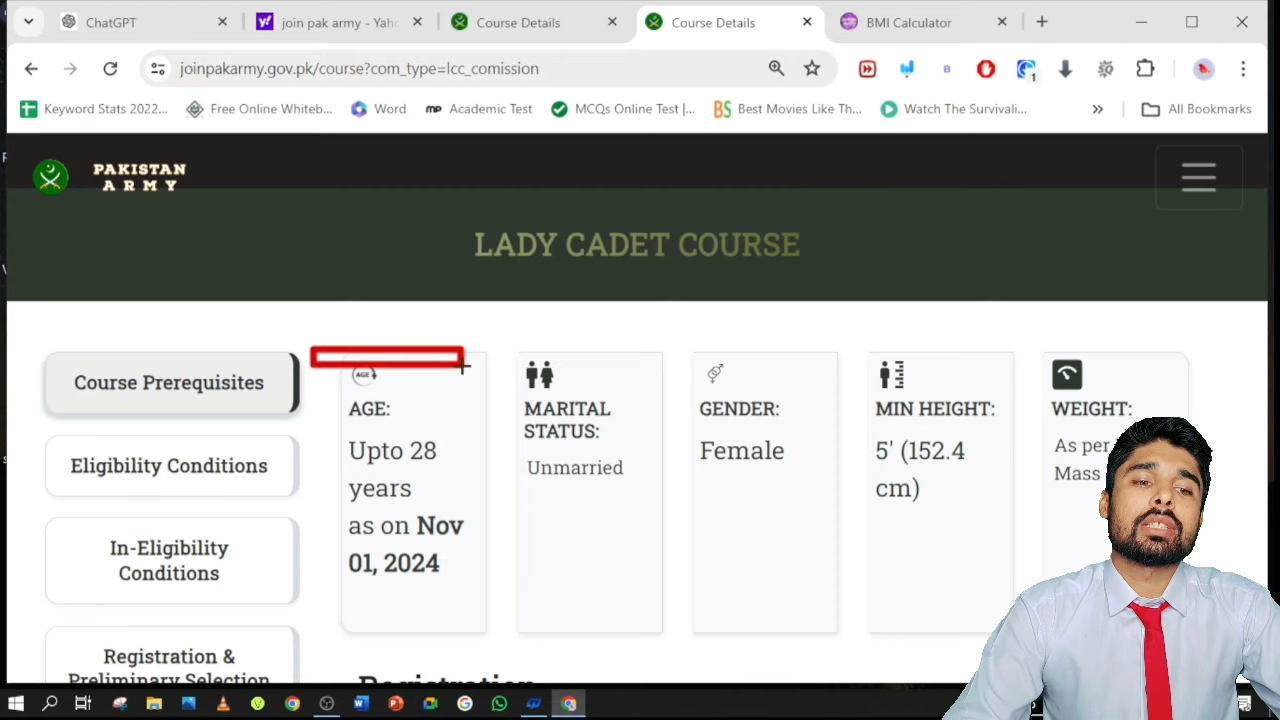 ChatGPT
join pak army - Yaho
Course Details
Course Details
BMI Calculator
joinpakarmy.gov.pk/course?com_type=lcc_comission
1
Keyword Stats 2022...
Free Online Whiteb...
Word
MP Academic Test
MCQs Online Test |...
BS Best Movies Like Th...
Watch The Survivali...
All Bookmarks
PAKISTAN
ARMY
LADY CADET COURSE
Course Prerequisites
Eligibility Conditions
In-Eligibility
Conditions
Registration &
Preliminary Selection
AGE
AGE:
Upto 28
years
as on Nov
01, 2024
MARITAL
STATUS:
Unmarried
GENDER:
Female
MIN HEIGHT:
5' (152.4
cm)
WEIGHT:
As per
Mass
Registration